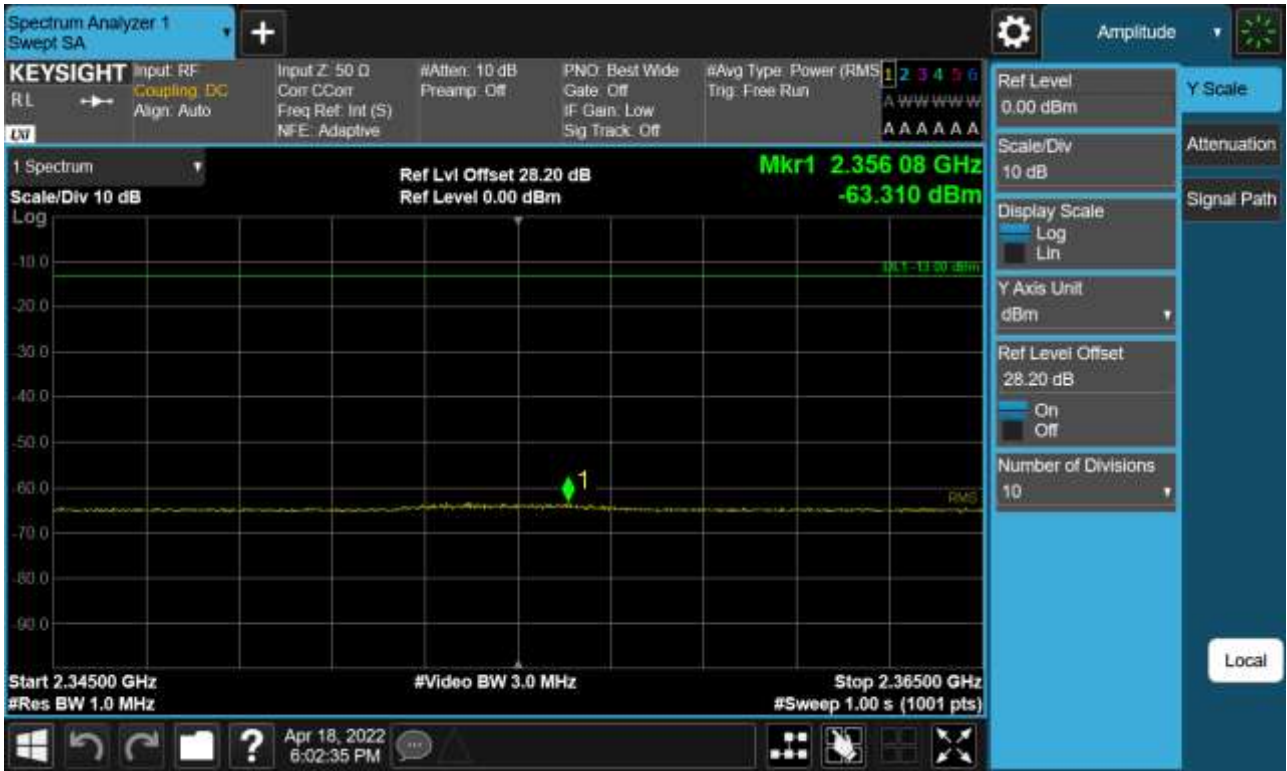 Spectrum Analyzer 1
Swept SA
Amplitude
KEYSIGHT
RL
LXI
Input: RF
Coupling: DC
Align: Auto
Input Z: 50 Ω
Corr CCorr
Freq Ref: Int (S)
NFE: Adaptive
#Atten: 10 dB
Preamp: Off
PNO: Best Wide
Gate: Off
IF Gain: Low
Sig Track: Off
#Avg Type: Power (RMS
Trig: Free Run
1 2 3 4 5 6
A W W W W W
A A A A A A
1 Spectrum
Scale/Div 10 dB
Ref Lvl Offset 28.20 dB
Ref Level 0.00 dBm
Mkr1 2.356 08 GHz
-63.310 dBm
Log
DL1 -13.00 dBm
-10.0
-20.0
-30.0
-40.0
-50.0
-60.0
-70.0
-80.0
-90.0
1
RMS
Start 2.34500 GHz
#Res BW 1.0 MHz
#Video BW 3.0 MHz
Stop 2.36500 GHz
#Sweep 1.00 s (1001 pts)
Ref Level
0.00 dBm
Scale/Div
10 dB
Display Scale
Log
Lin
Y Axis Unit
dBm
Ref Level Offset
28.20 dB
On
Off
Number of Divisions
10
Y Scale
Attenuation
Signal Path
Local
?
Apr 18, 2022
6:02:35 PM